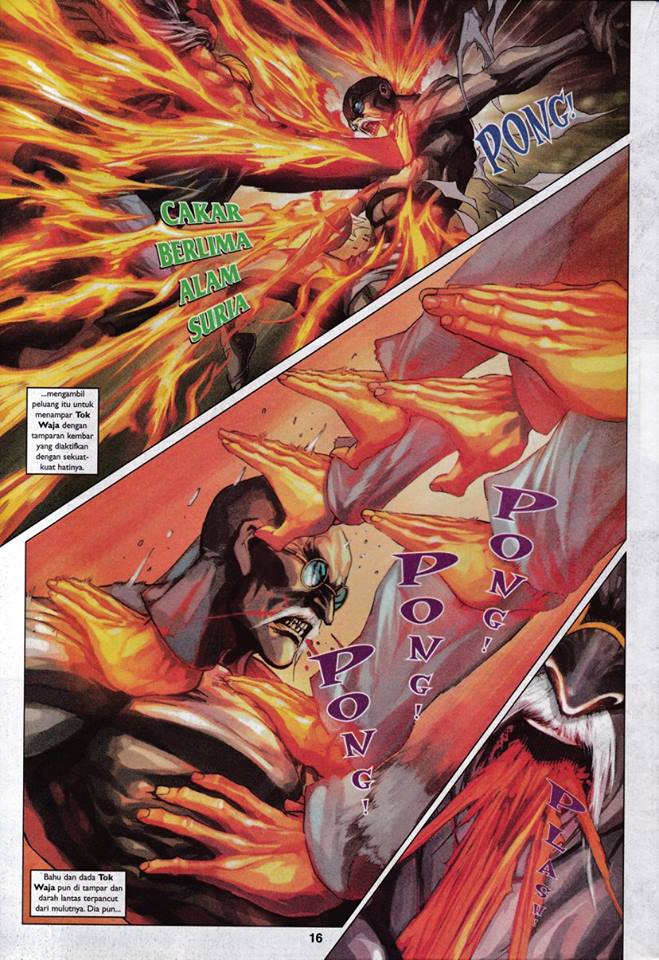 PONG!
CAKAR
BERLIMA
ALAM
SURIA
...mengambil
peluang itu untuk
menampar Tok
Waja dengan
tamparan kembar
yang diaktifkan
dengan sekuat-
kuat hatinya.
PONG!
PONG!
PONG!
PLASH!
Bahu dan dada Tok
Waja pun di tampar dan
darah lantas terpancut
dari mulutnya. Dia pun...
16